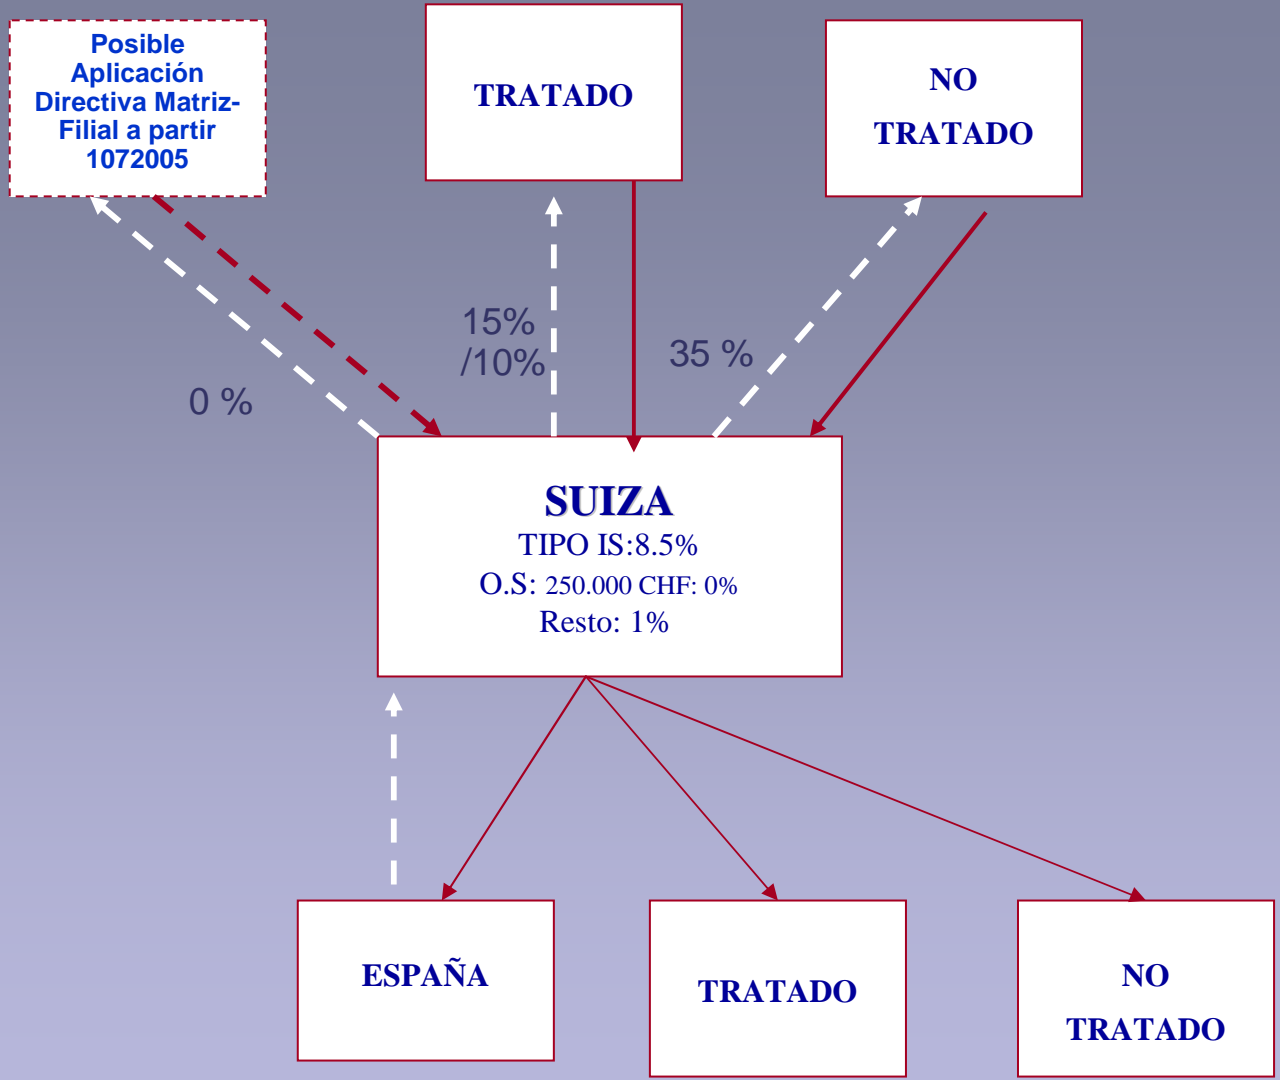 Posible
Aplicación
Directiva Matriz-
Filial a partir
1072005
TRATADO
NO
TRATADO
0 %
15%
/10%
35 %
SUIZA
TIPO IS:8.5%
O.S: 250.000 CHF: 0%
Resto: 1%
ESPAÑA
TRATADO
NO
TRATADO